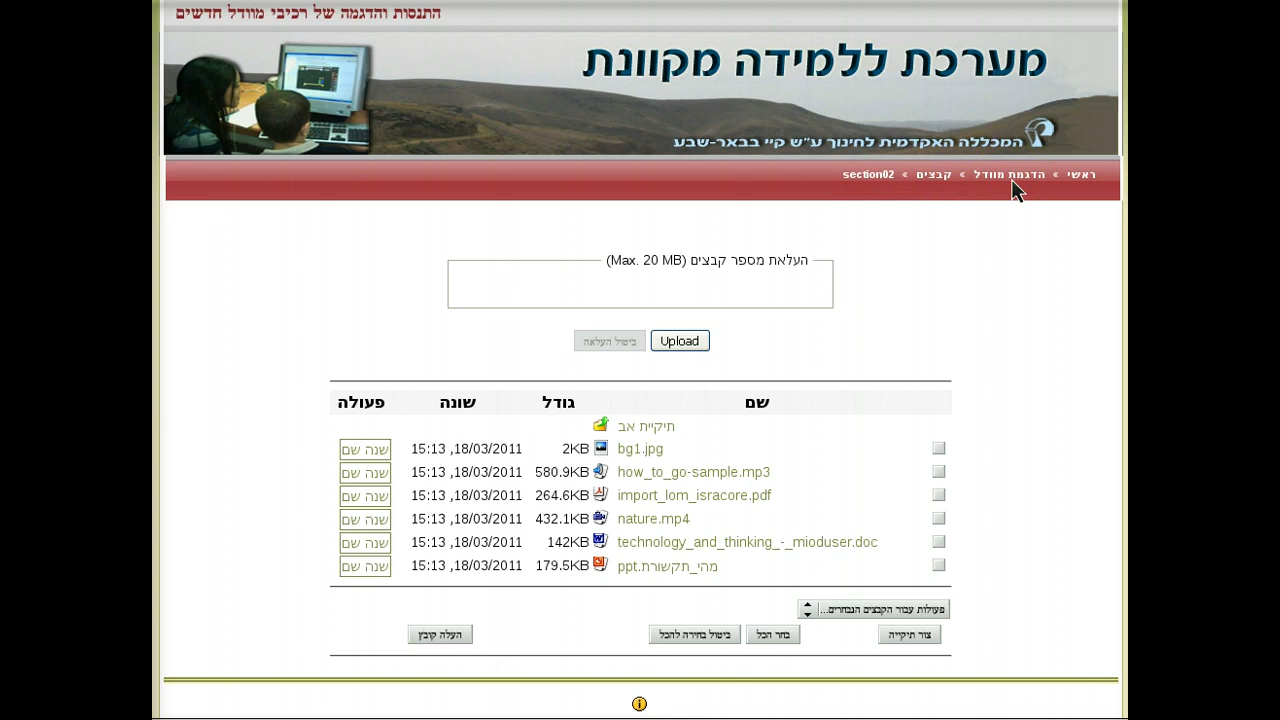 התנסות והדגמה של רכיבי מוודל חדשים
מערכת ללמידה מקוונת
המכללה האקדמית לחינוך ע"ש קיי בבאר-שבע
ראשי » הדגמת מוודל » קבצים » section02
העלאת מספר קבצים (Max. 20 MB)
Upload ביטול העלאה
שם גודל שונה פעולה
תיקיית אב
bg1.jpg 2KB 18/03/2011, 15:13 שנה שם
how_to_go-sample.mp3 580.9KB 18/03/2011, 15:13 שנה שם
import_lom_isracore.pdf 264.6KB 18/03/2011, 15:13 שנה שם
nature.mp4 432.1KB 18/03/2011, 15:13 שנה שם
technology_and_thinking_-_mioduser.doc 142KB 18/03/2011, 15:13 שנה שם
מהי_תקשורת.ppt 179.5KB 18/03/2011, 15:13 שנה שם
פעולות עבור הקבצים הנבחרים...
צור תיקייה בחר הכל ביטול בחירה להכל העלה קובץ